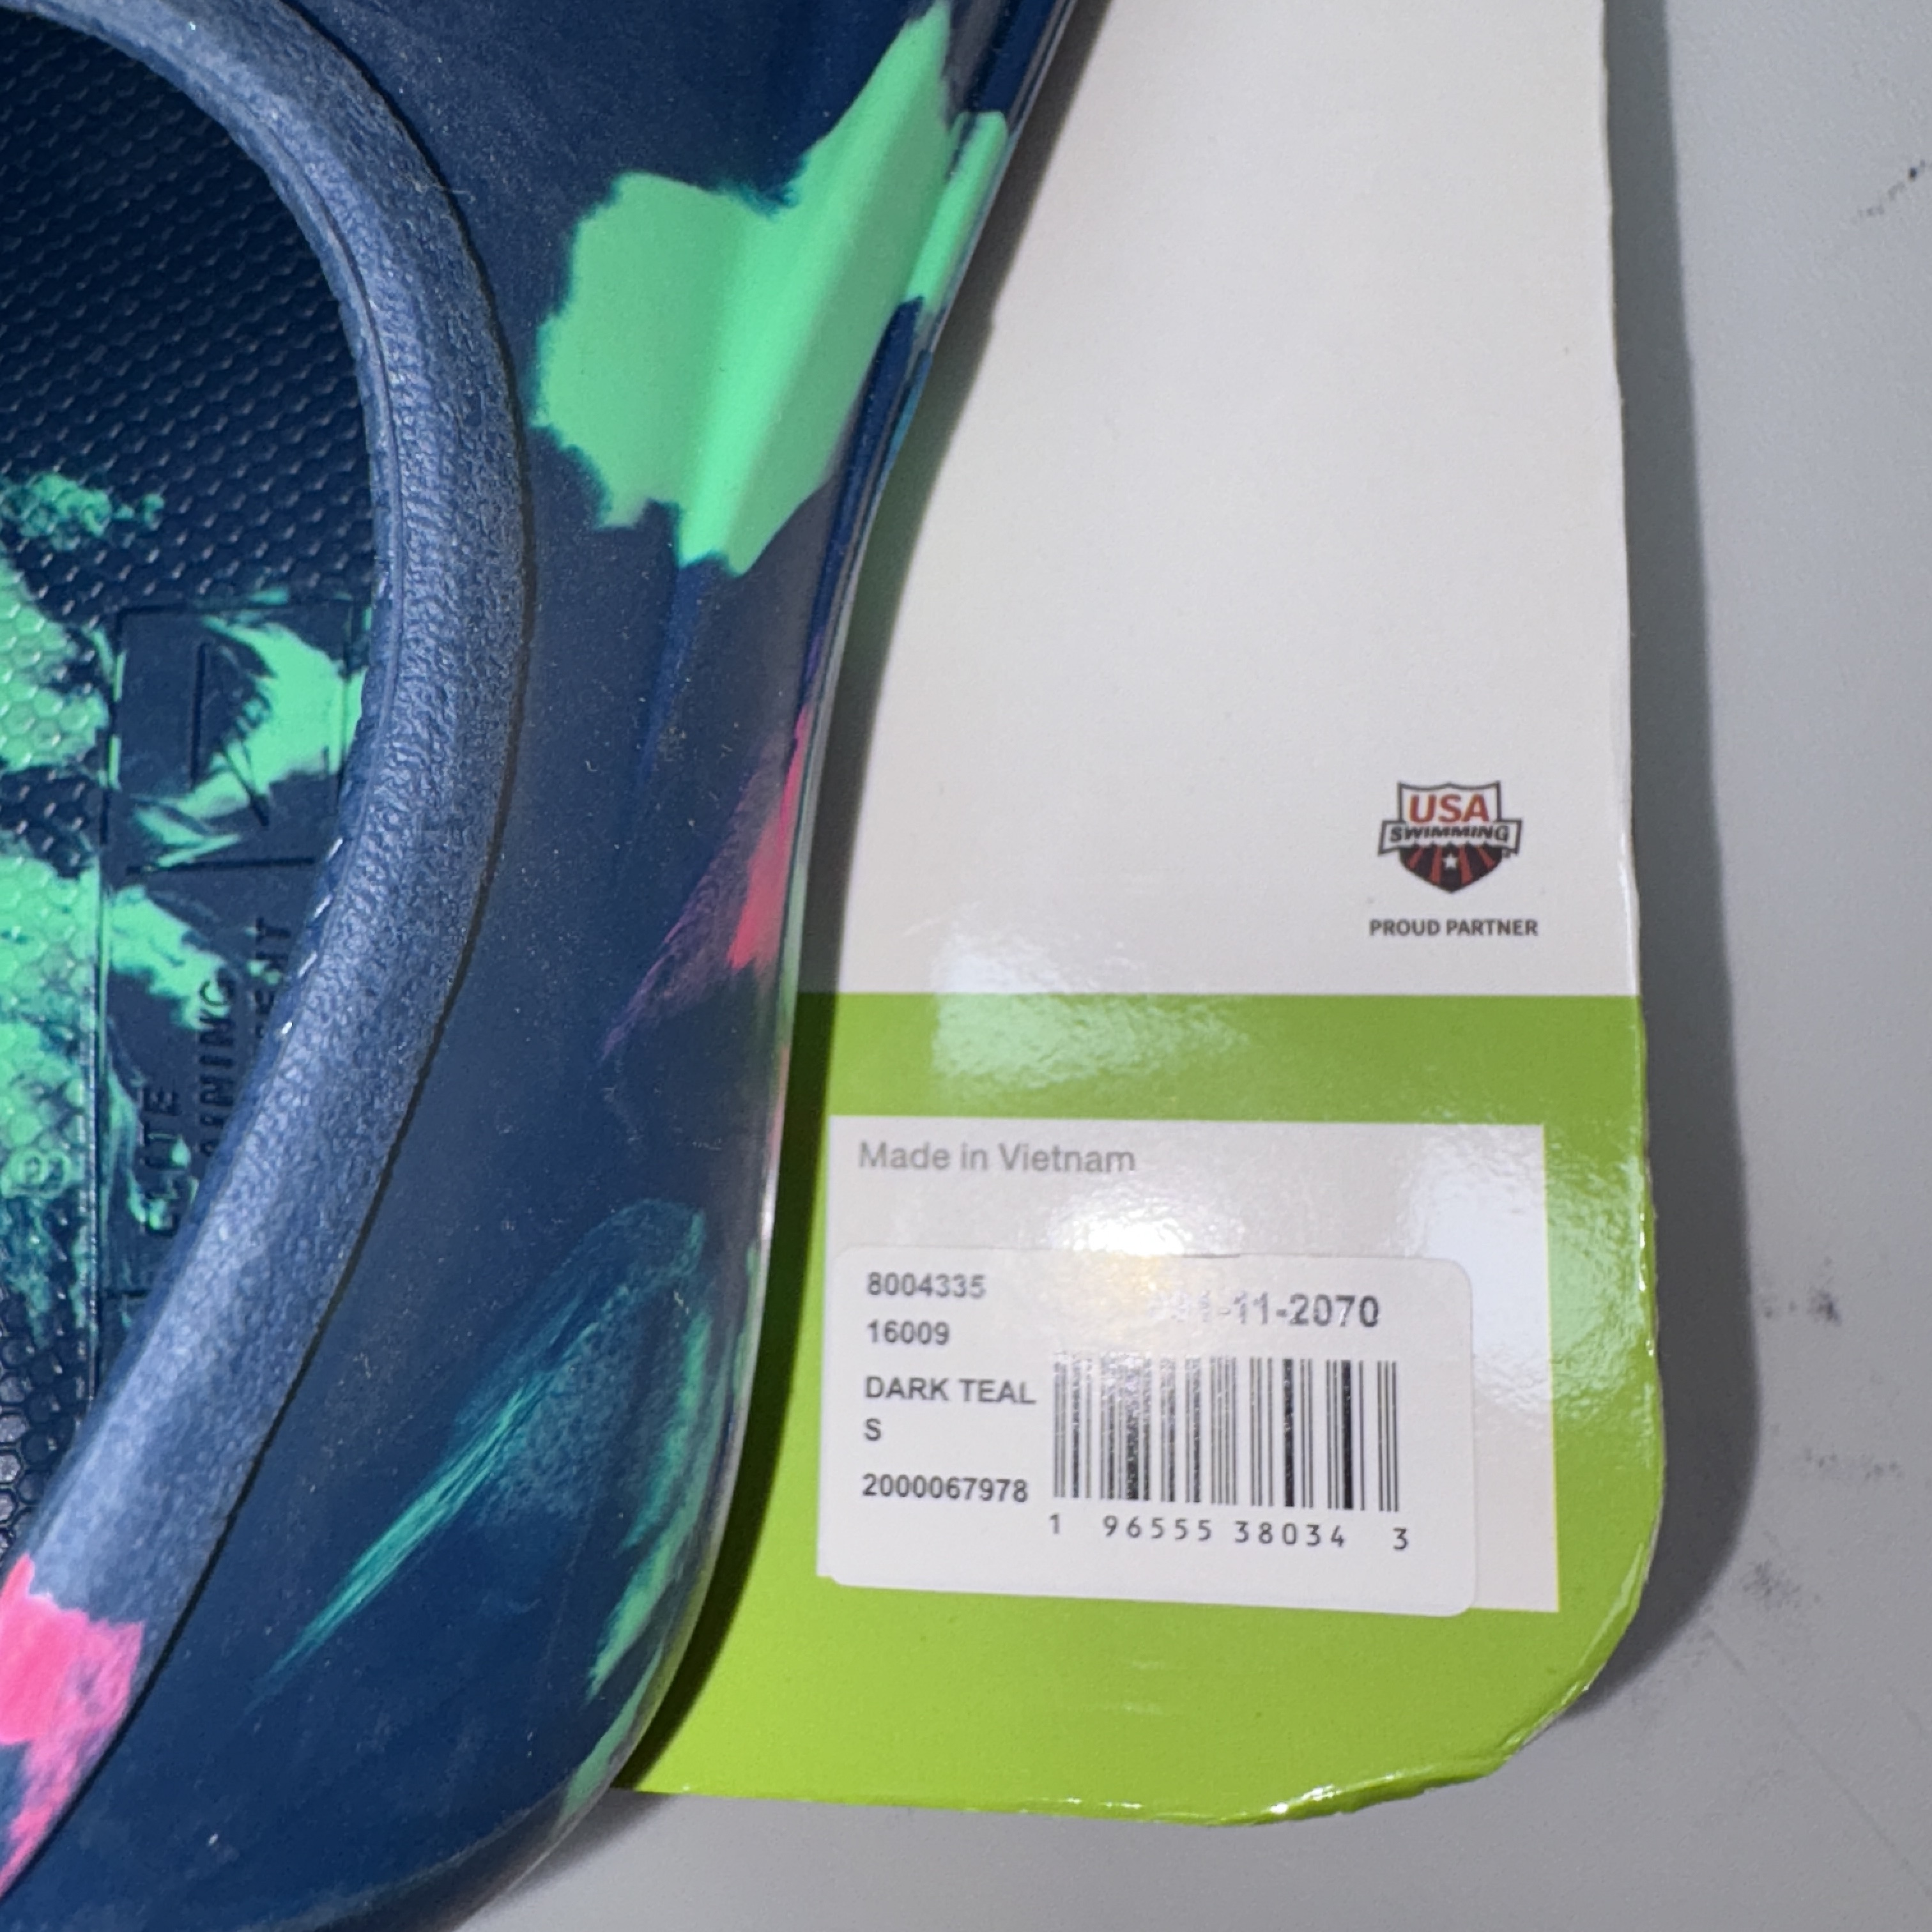 USA
SWIMMING
PROUD PARTNER
Made in Vietnam
8004335
-11-2070
16009
DARK TEAL
S
2000067978
1 96555 38034 3